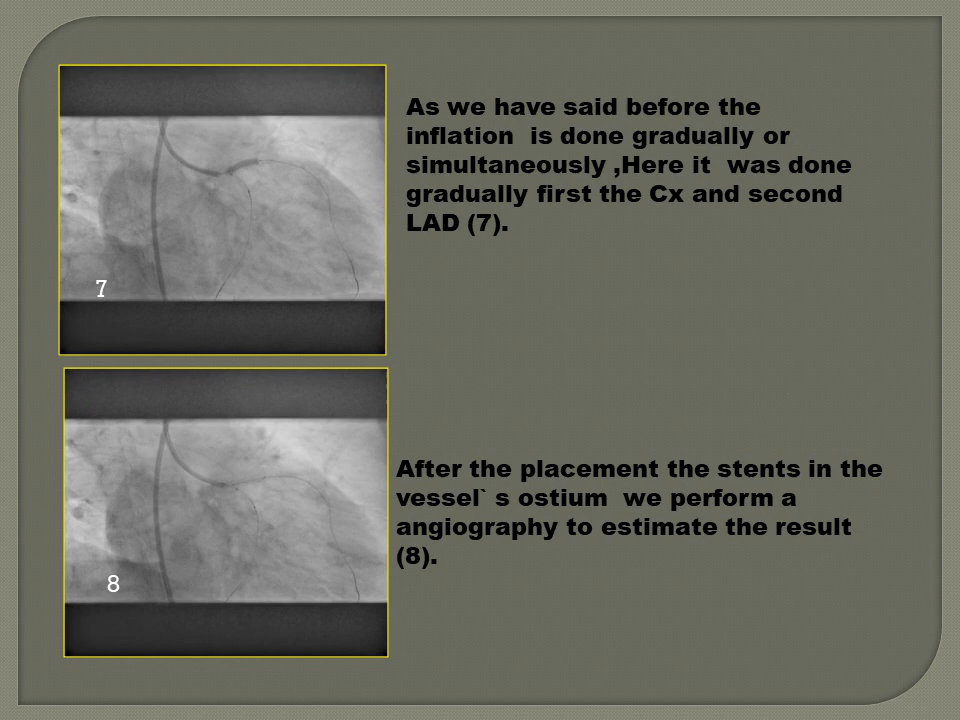 As we have said before the
inflation  is done gradually or
simultaneously ,Here it  was done
gradually first the Cx and second
LAD (7).
7
After the placement the stents in the
vessel` s ostium  we perform a
angiography to estimate the result
(8).
8